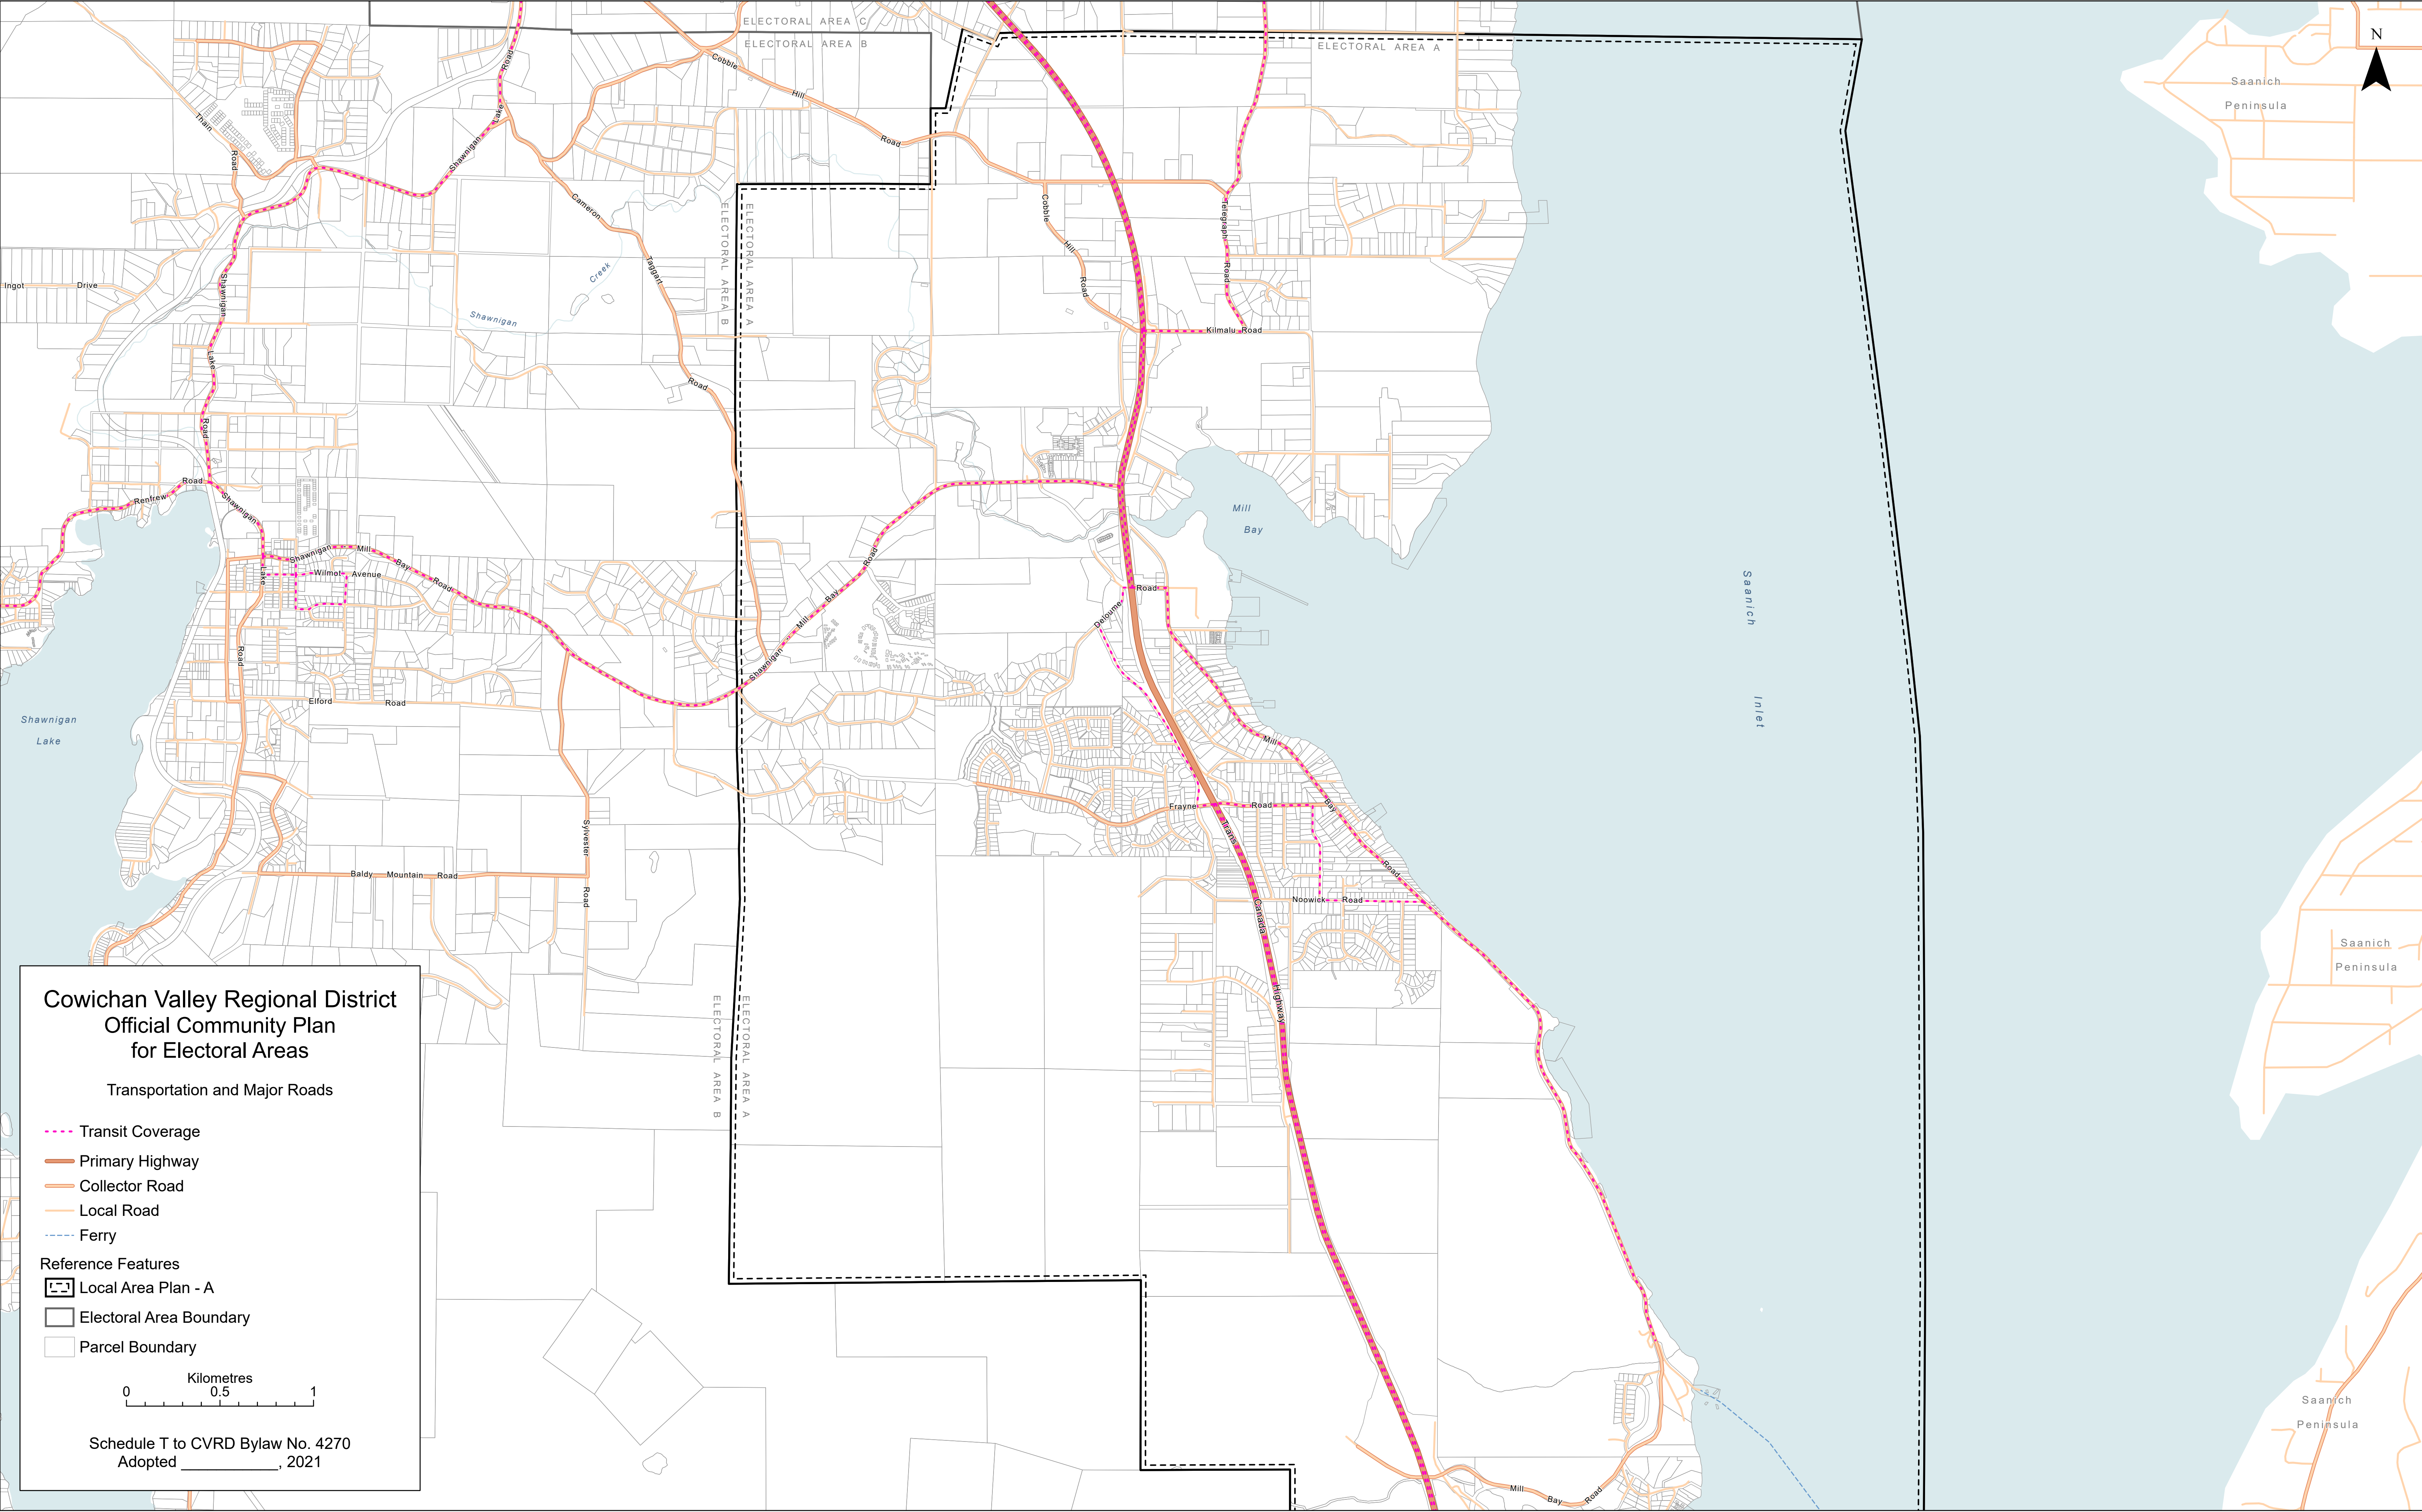 ELECTORAL AREA C
ELECTORAL AREA B
ELECTORAL AREA A
N
Saanich
Peninsula
Road
Lake
Shawnigan
Cobble
Hill
Road
Thain
Road
Cameron
Taggart
Road
ELECTORAL AREA B
ELECTORAL AREA A
Cobble
Hill
Road
Telegraph
Road
Kilmalu Road
Ingot Drive
Creek
Shawnigan
Shawnigan
Lake
Road
Renfrew Road
Shawnigan
Lake
Road
Shawnigan Mill Bay Road
Wilmot Avenue
Shawnigan Mill Bay Road
Mill
Bay
Deloume Road
Saanich
Inlet
Elford Road
Shawnigan
Lake
Mill
Bay
Road
Frayne Road
Trans
Canada
Highway
Sylvester
Road
Baldy Mountain Road
Noowick Road
Saanich
Peninsula
ELECTORAL AREA B
ELECTORAL AREA A
Cowichan Valley Regional District
Official Community Plan
for Electoral Areas
Transportation and Major Roads
Transit Coverage
Primary Highway
Collector Road
Local Road
Ferry
Reference Features
Local Area Plan - A
Electoral Area Boundary
Parcel Boundary
Kilometres
0 0.5 1
Schedule T to CVRD Bylaw No. 4270
Adopted ___________, 2021
Saanich
Peninsula
Mill Bay Road